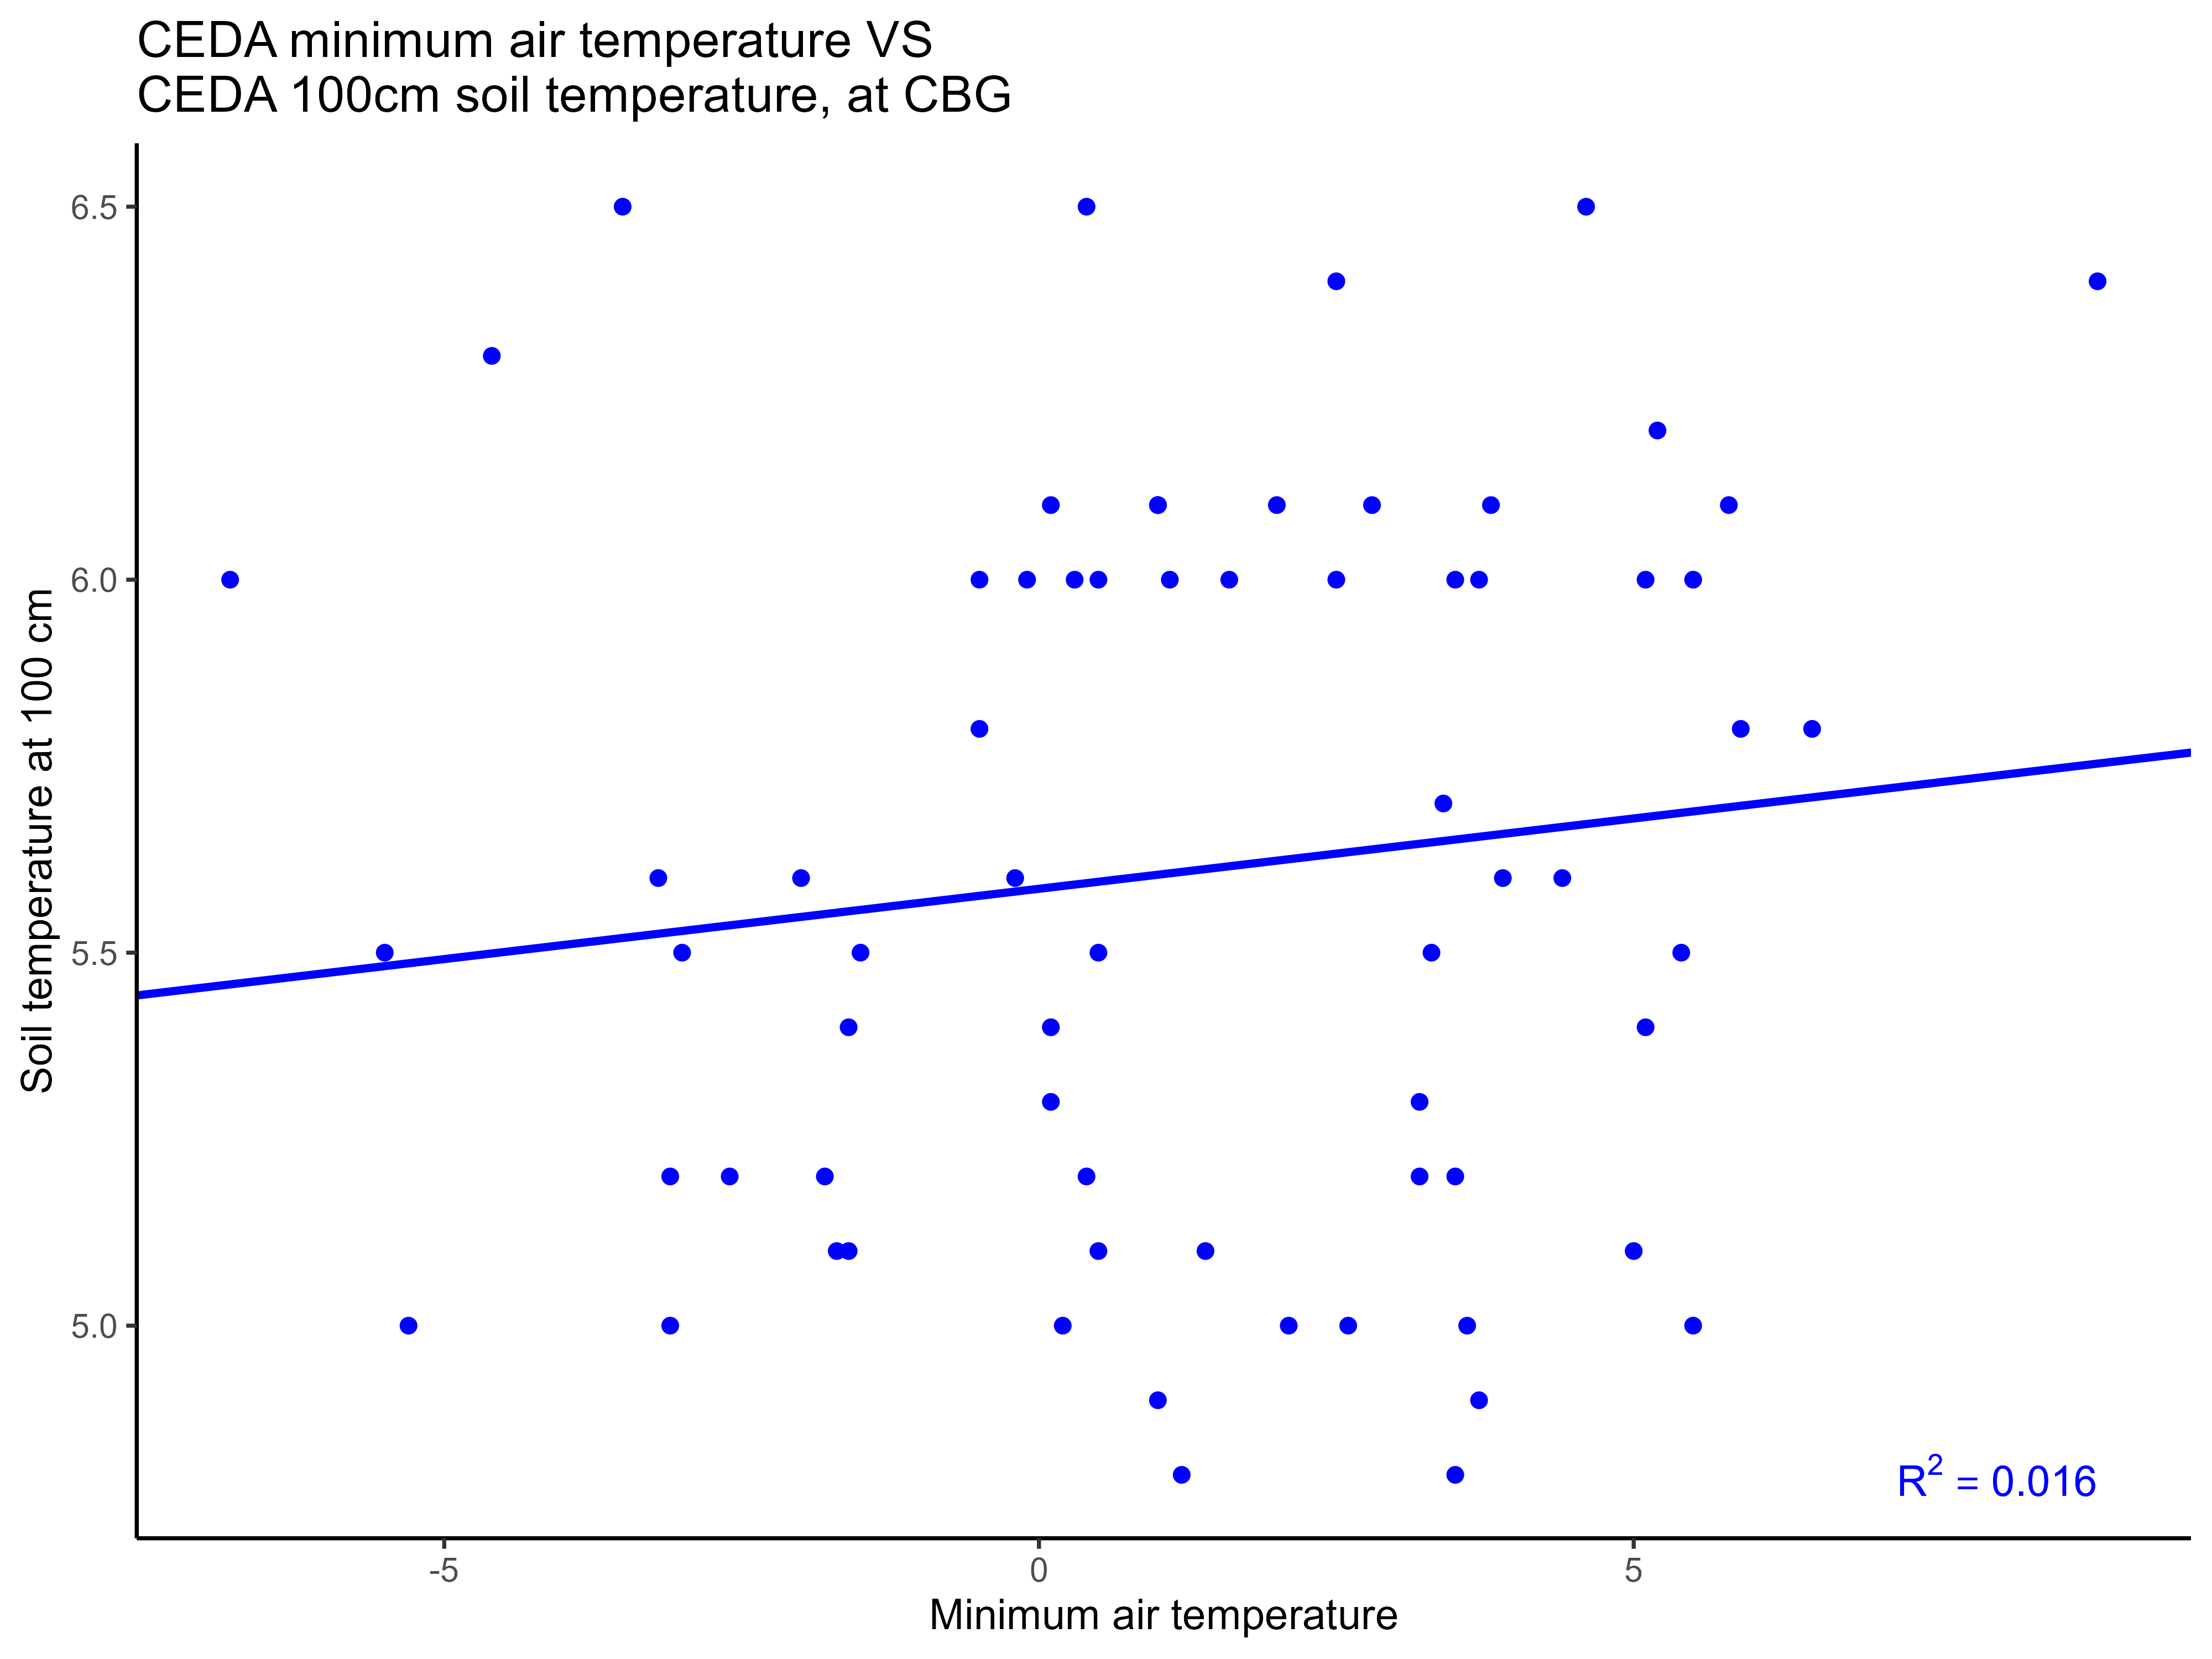 CEDA minimum air temperature VS
CEDA 100cm soil temperature, at CBG
Soil temperature at 100 cm
6.5
6.0
5.5
5.0
R² = 0.016
-5
0
5
Minimum air temperature